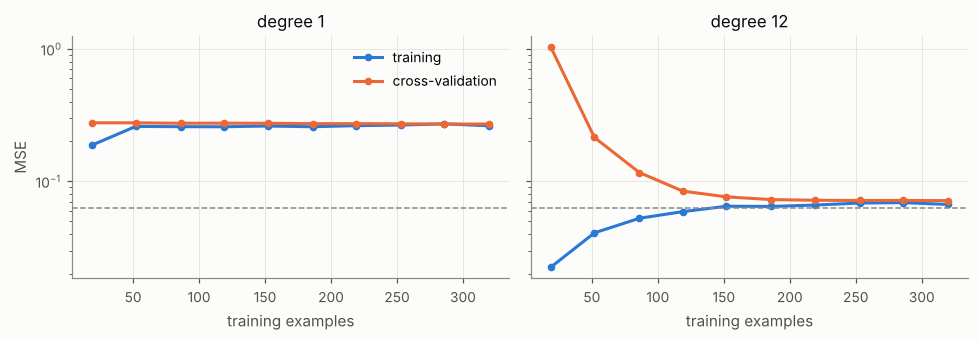 degree 1
degree 12
training
cross-validation
MSE
10⁰
10⁻¹
50 100 150 200 250 300
50 100 150 200 250 300
training examples
training examples